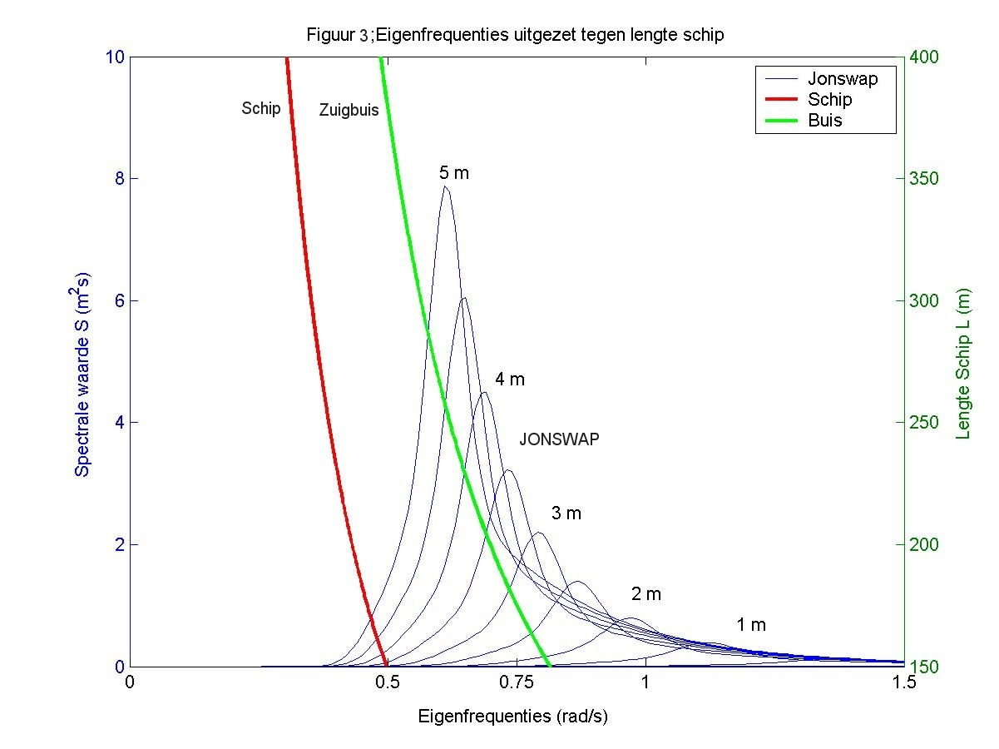 Figuur 3;Eigenfrequenties uitgezet tegen lengte schip
10
8
6
4
2
0
Spectrale waarde S (m²s)
400
350
300
250
200
150
Lengte Schip L (m)
Jonswap
Schip
Buis
Schip
Zuigbuis
5 m
4 m
JONSWAP
3 m
2 m
1 m
0
0.5
0.75
1
1.5
Eigenfrequenties (rad/s)